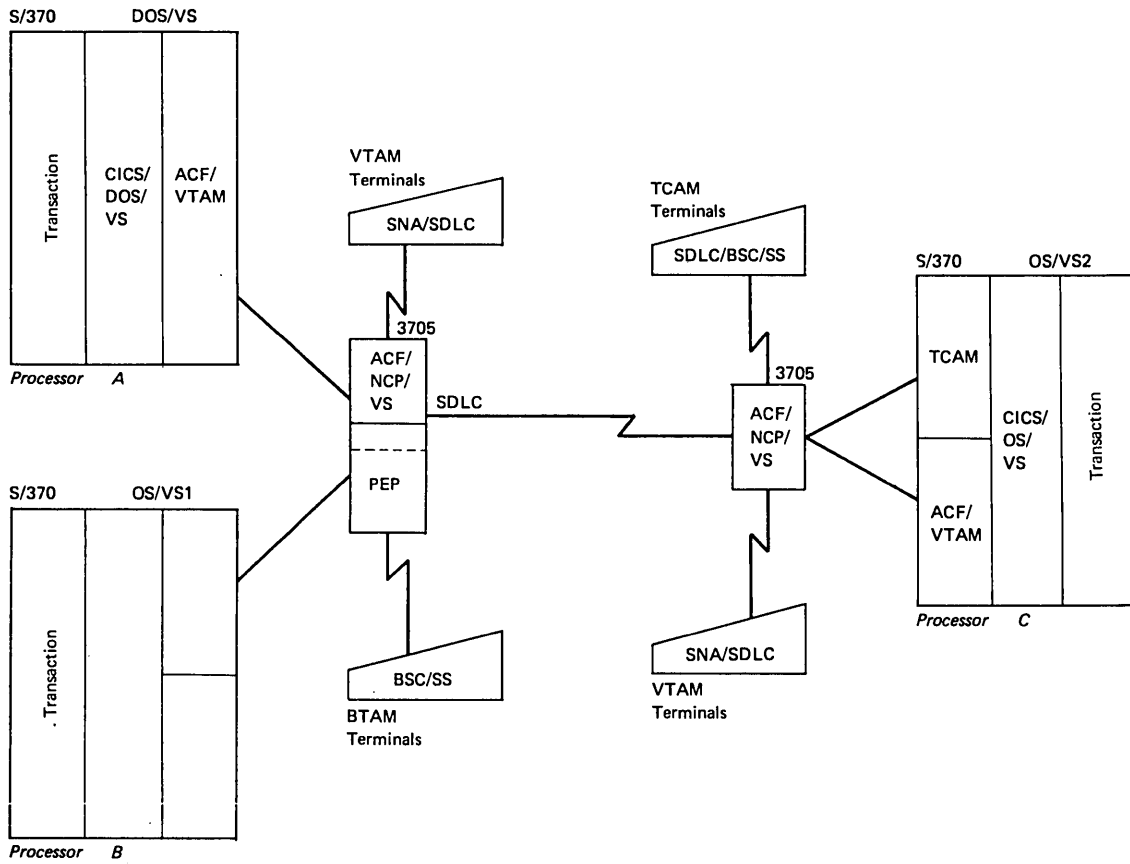 S/370 DOS/VS
Transaction
CICS/
DOS/
VS
ACF/
VTAM
Processor A
S/370 OS/VS1
Transaction
Processor B
VTAM
Terminals
SNA/SDLC
3705
ACF/
NCP/
VS
SDLC
PEP
BSC/SS
BTAM
Terminals
TCAM
Terminals
SDLC/BSC/SS
3705
ACF/
NCP/
VS
SNA/SDLC
VTAM
Terminals
S/370 OS/VS2
TCAM
ACF/
VTAM
CICS/
OS/
VS
Transaction
Processor C